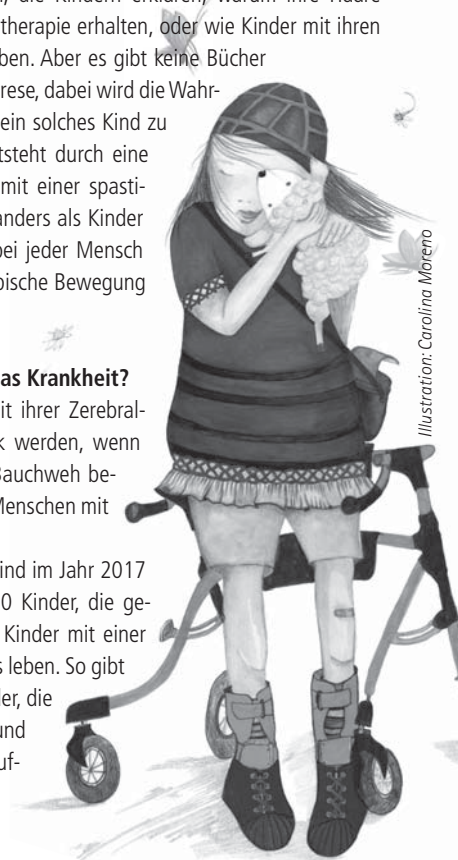 die Kindern erklären, warum ihre Haare
therapie erhalten, oder wie Kinder mit ihren
ben. Aber es gibt keine Bücher
rese, dabei wird die Wahr-
ein solches Kind zu
tsteht durch eine
mit einer spasti-
anders als Kinder
bei jeder Mensch
pische Bewegung
as Krankheit?
it ihrer Zerebral-
k werden, wenn
Bauchweh be-
Menschen mit
ind im Jahr 2017
0 Kinder, die ge-
Kinder mit einer
s leben. So gibt
der, die
und
uf-
Illustration: Carolina Moreno